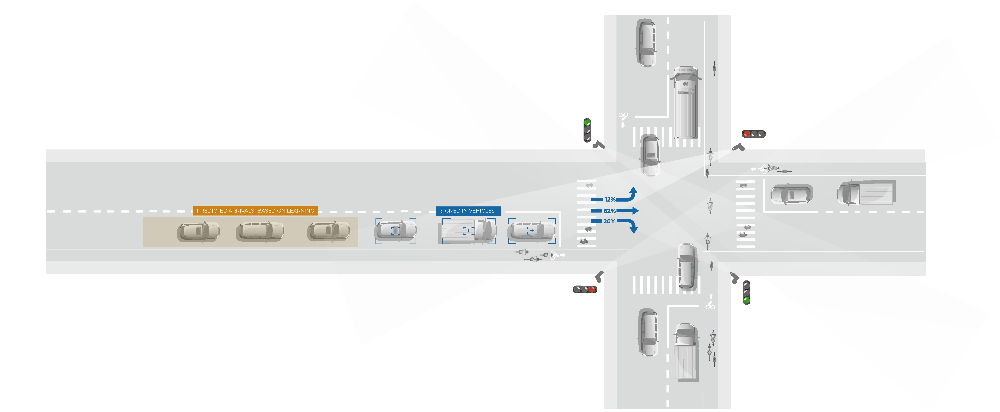 12%
PREDICTED ARRIVALS -BASED ON LEARNING
SIGNED IN VEHICLES
62%
26%